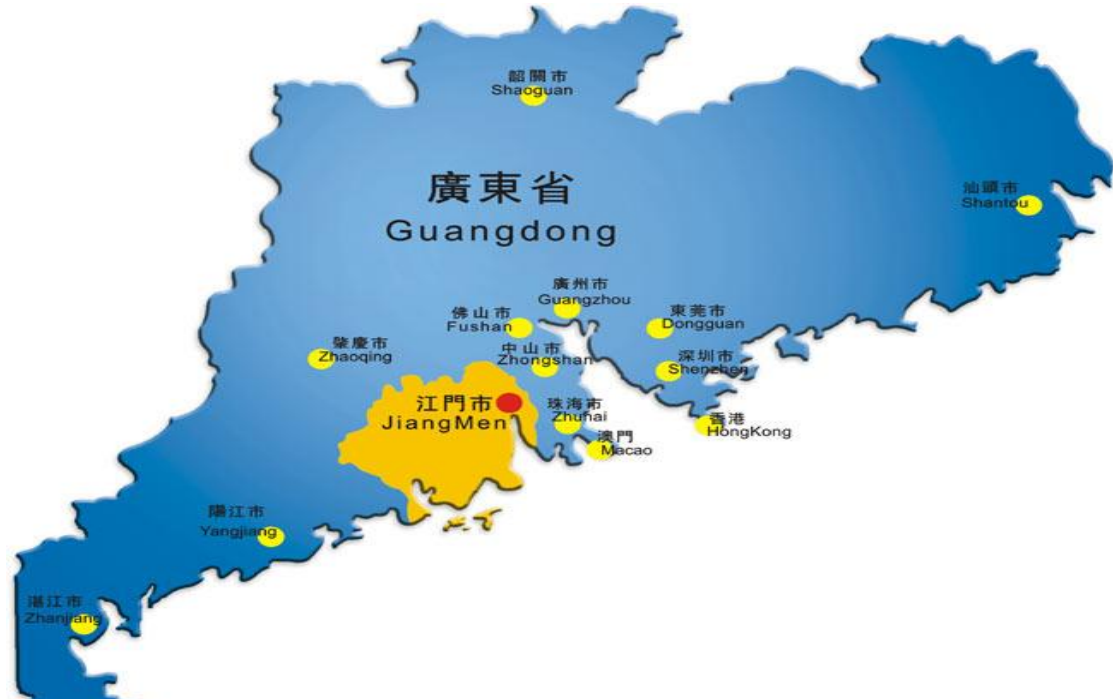 韶關市
Shaoguan
廣東省
Guangdong
汕頭市
Shantou
廣州市
Guangzhou
佛山市
Fushan
東莞市
Dongguan
肇慶市
Zhaoqing
中山市
Zhongshan
深圳市
Shenzhen
江門市
JiangMen
珠海市
Zhuhai
香港
HongKong
澳門
Macao
陽江市
Yangjiang
湛江市
Zhanjiang